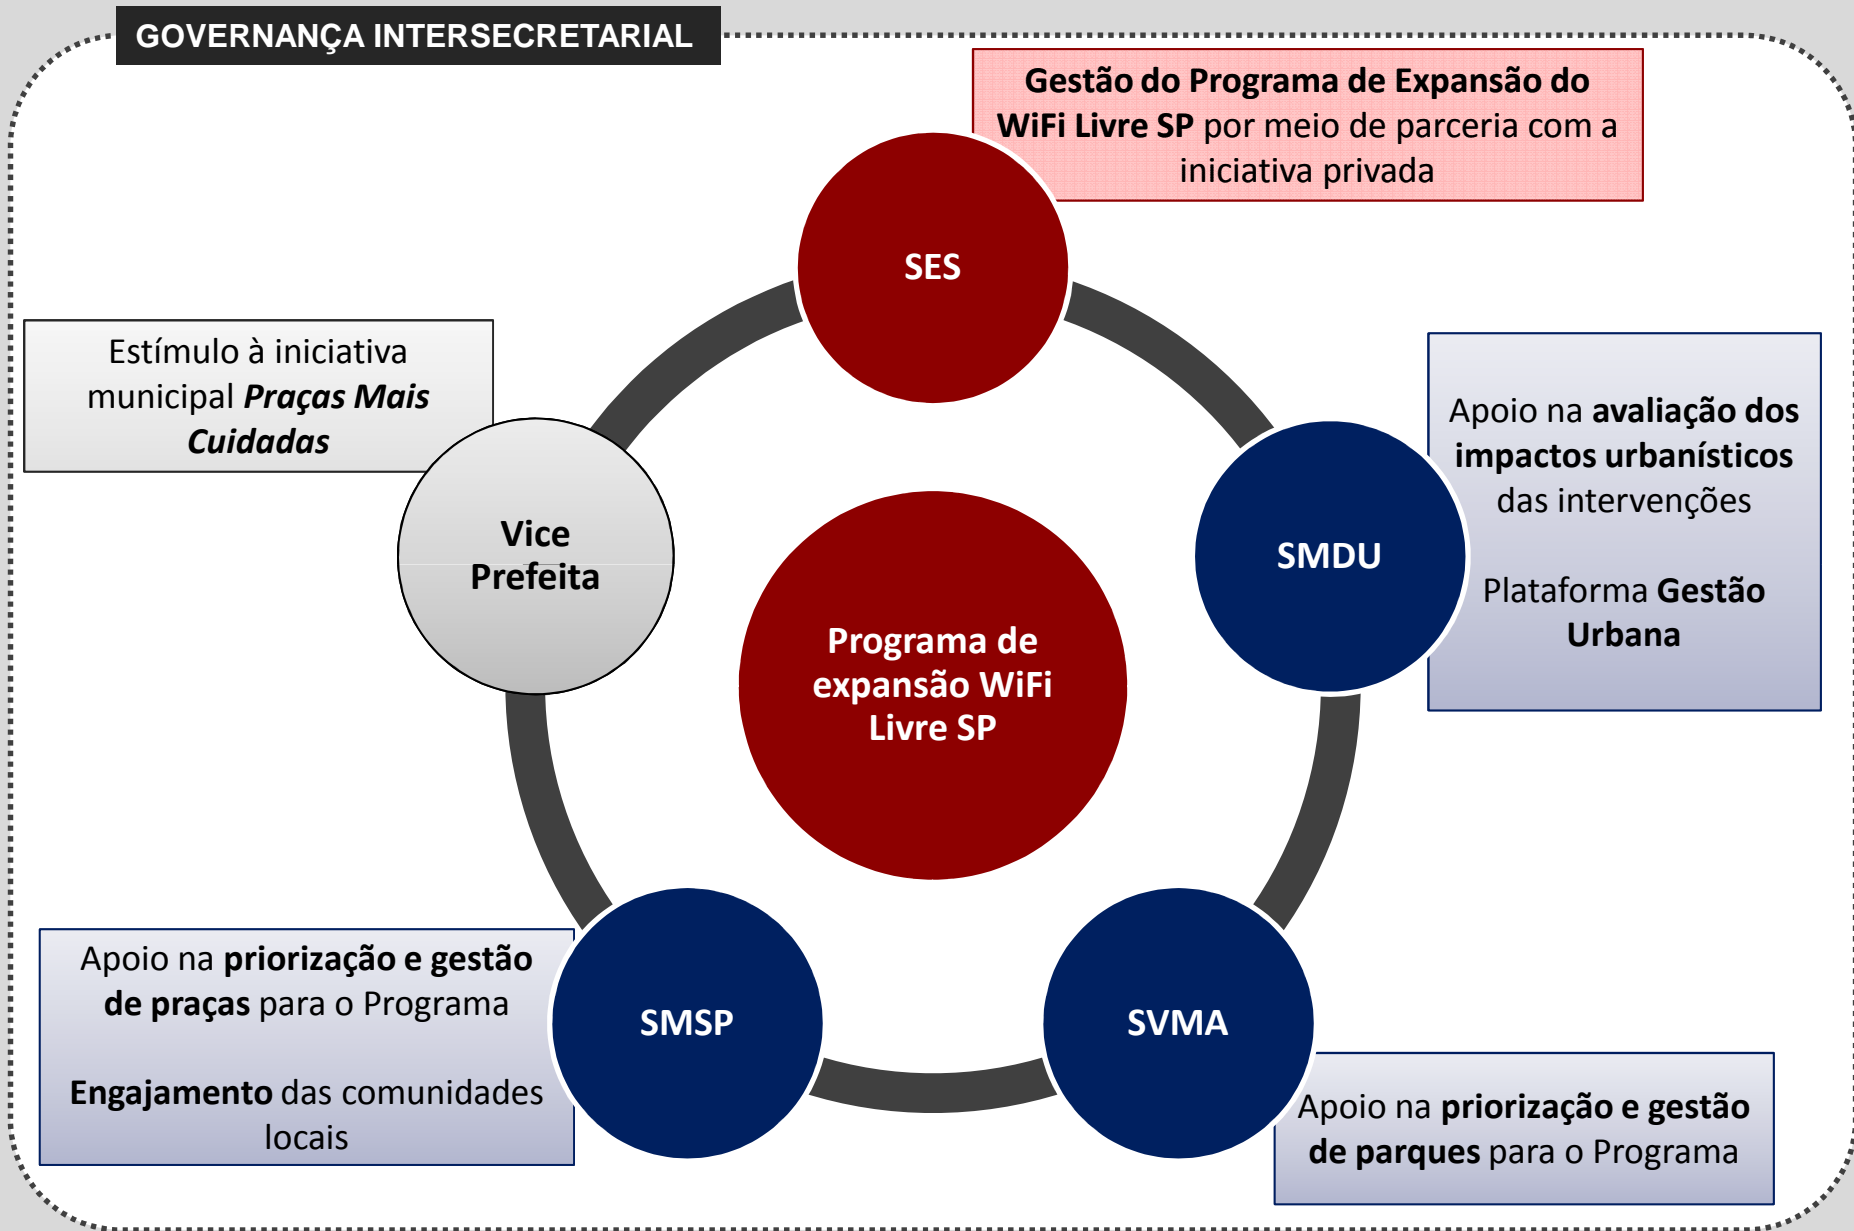 GOVERNANÇA INTERSECRETARIAL
Gestão do Programa de Expansão do
WiFi Livre SP por meio de parceria com a
iniciativa privada
SES
Estímulo à iniciativa
municipal Praças Mais
Cuidadas
Vice
Prefeita
Apoio na avaliação dos
impactos urbanísticos
das intervenções
Plataforma Gestão
Urbana
SMDU
Programa de
expansão WiFi
Livre SP
Apoio na priorização e gestão
de praças para o Programa
Engajamento das comunidades
locais
SMSP
SVMA
Apoio na priorização e gestão
de parques para o Programa